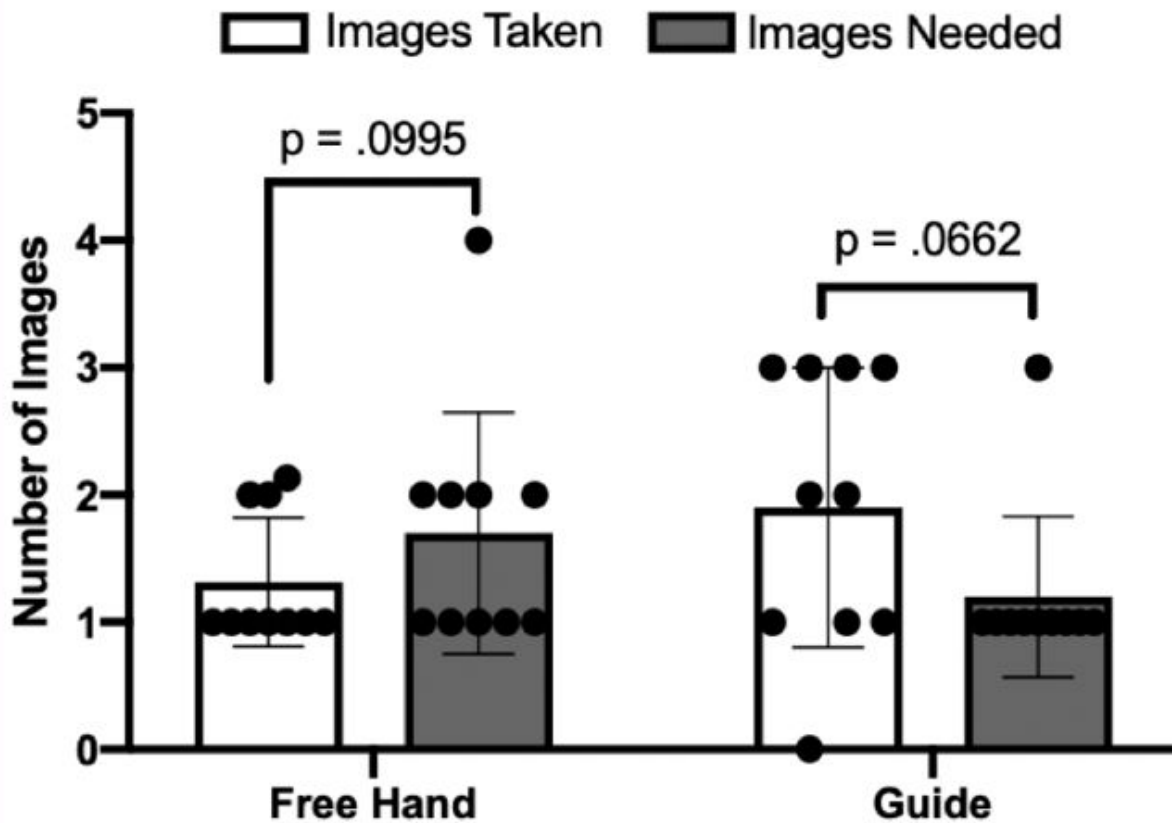 Images Taken Images Needed
5
p = .0995
4
p = .0662
3
2
1
0
Number of Images
Free Hand Guide